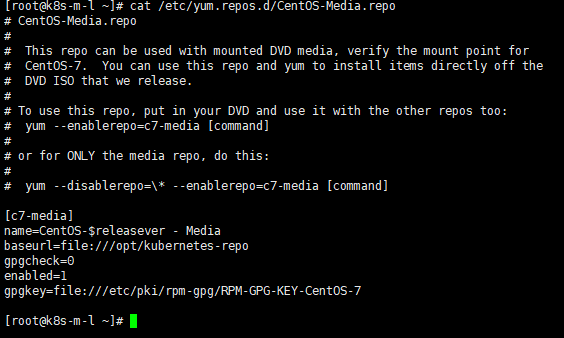 [root@k8s-m-l ~]# cat /etc/yum.repos.d/CentOS-Media.repo
# CentOS-Media.repo
#
#  This repo can be used with mounted DVD media, verify the mount point for
#  CentOS-7.  You can use this repo and yum to install items directly off the
#  DVD ISO that we release.
#
# To use this repo, put in your DVD and use it with the other repos too:
#  yum --enablerepo=c7-media [command]
#
# or for ONLY the media repo, do this:
#
#  yum --disablerepo=\* --enablerepo=c7-media [command]

[c7-media]
name=CentOS-$releasever - Media
baseurl=file:///opt/kubernetes-repo
gpgcheck=0
enabled=1
gpgkey=file:///etc/pki/rpm-gpg/RPM-GPG-KEY-CentOS-7

[root@k8s-m-l ~]#